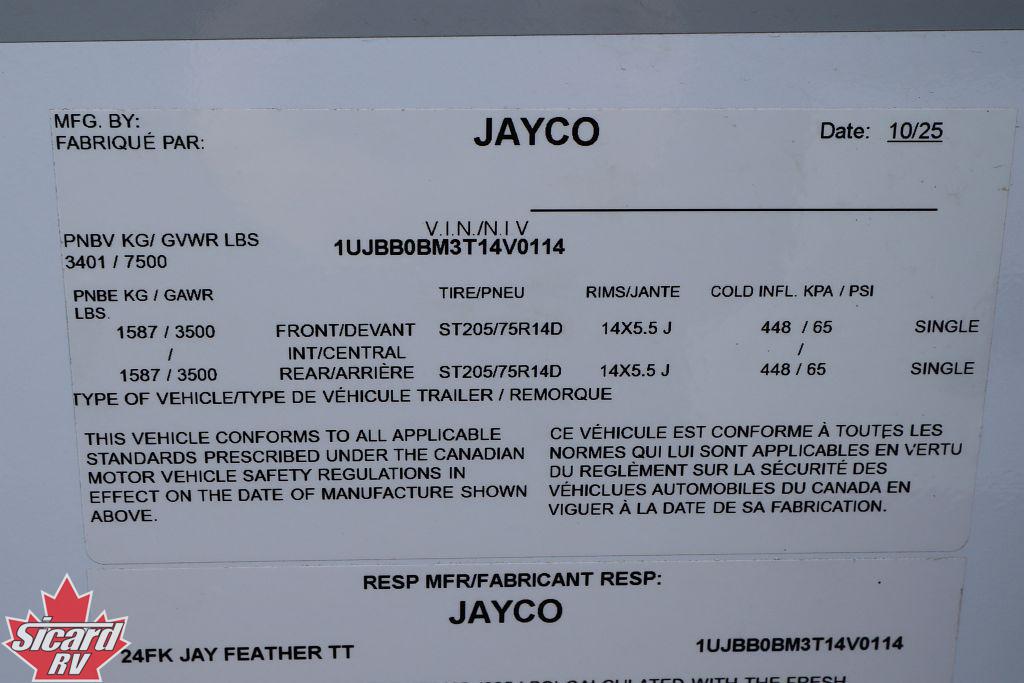 MFG. BY:
FABRIQUÉ PAR:
JAYCO
Date: 10/25
V.I.N./N.I V
1UJBB0BM3T14V0114
PNBV KG/ GVWR LBS
3401 / 7500
PNBE KG / GAWR LBS. TIRE/PNEU RIMS/JANTE COLD INFL. KPA / PSI
1587 / 3500 FRONT/DEVANT ST205/75R14D 14X5.5 J 448 / 65 SINGLE
/ INT/CENTRAL /
1587 / 3500 REAR/ARRIÈRE ST205/75R14D 14X5.5 J 448 / 65 SINGLE
TYPE OF VEHICLE/TYPE DE VÉHICULE TRAILER / REMORQUE
THIS VEHICLE CONFORMS TO ALL APPLICABLE
STANDARDS PRESCRIBED UNDER THE CANADIAN
MOTOR VEHICLE SAFETY REGULATIONS IN
EFFECT ON THE DATE OF MANUFACTURE SHOWN
ABOVE.
CE VÉHICULE EST CONFORME À TOUTES LES
NORMES QUI LUI SONT APPLICABLES EN VERTU
DU REGLÈMENT SUR LA SÉCURITÉ DES
VÉHICLUES AUTOMOBILES DU CANADA EN
VIGUER À LA DATE DE SA FABRICATION.
RESP MFR/FABRICANT RESP:
JAYCO
24FK JAY FEATHER TT
1UJBB0BM3T14V0114
CALCULATED WITH THE FRESH
Sicard
RV